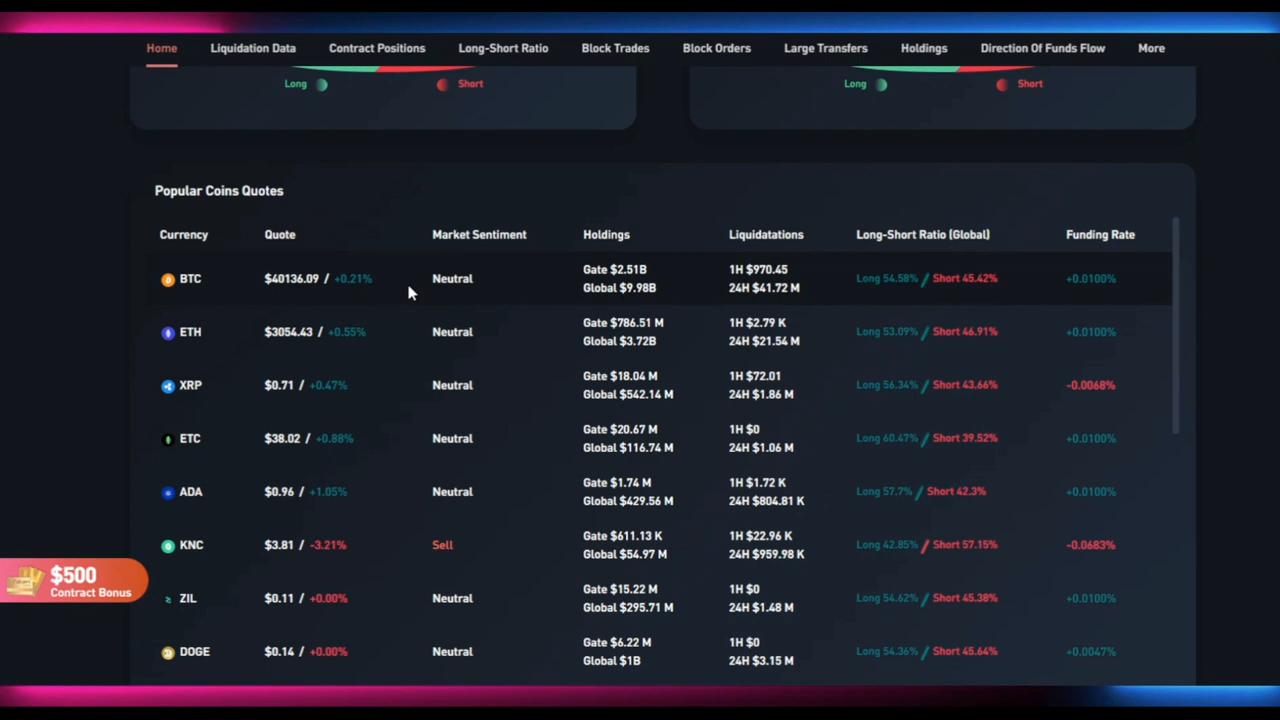 Home Liquidation Data Contract Positions Long-Short Ratio Block Trades Block Orders Large Transfers Holdings Direction Of Funds Flow More
Long Short Long Short
Popular Coins Quotes
Currency Quote Market Sentiment Holdings Liquidatations Long-Short Ratio (Global) Funding Rate
BTC $40136.09 / +0.21% Neutral Gate $2.51B 1H $970.45 Long 54.58% / Short 45.42% +0.0100%
Global $9.98B 24H $41.72 M
ETH $3054.43 / +0.55% Neutral Gate $786.51 M 1H $2.79 K Long 53.09% / Short 46.91% +0.0100%
Global $3.72B 24H $21.54 M
XRP $0.71 / +0.47% Neutral Gate $18.04 M 1H $72.01 Long 56.34% / Short 43.66% -0.0068%
Global $542.14 M 24H $1.86 M
ETC $38.02 / +0.88% Neutral Gate $20.67 M 1H $0 Long 60.47% / Short 39.52% +0.0100%
Global $116.74 M 24H $1.06 M
ADA $0.96 / +1.05% Neutral Gate $1.74 M 1H $1.72 K Long 57.7% / Short 42.3% +0.0100%
Global $429.56 M 24H $804.81 K
KNC $3.81 / -3.21% Sell Gate $611.13 K 1H $22.96 K Long 42.85% / Short 57.15% -0.0683%
Global $54.97 M 24H $959.98 K
$500
Contract Bonus
ZIL $0.11 / +0.00% Neutral Gate $15.22 M 1H $0 Long 54.62% / Short 45.38% +0.0100%
Global $295.71 M 24H $1.48 M
DOGE $0.14 / +0.00% Neutral Gate $6.22 M 1H $0 Long 54.36% / Short 45.64% +0.0047%
Global $1B 24H $3.15 M